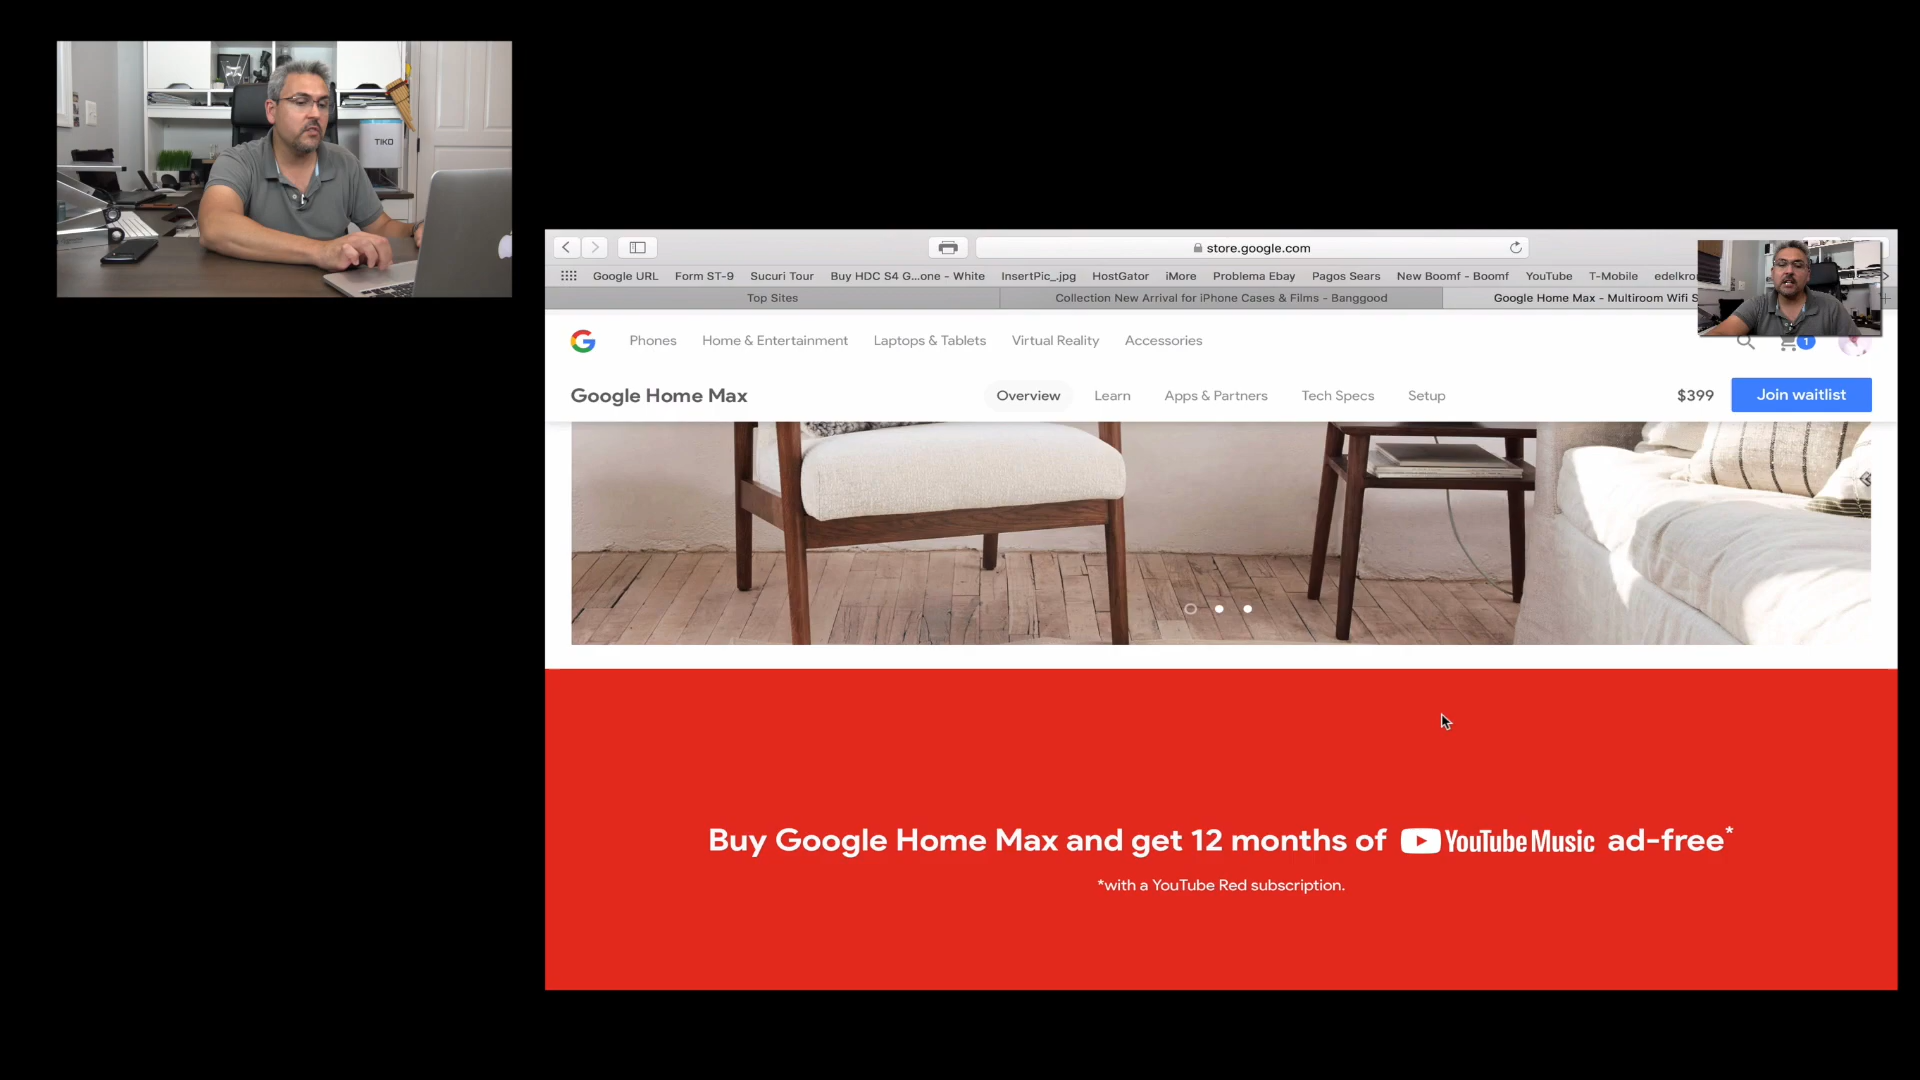 TIKO
store.google.com
Google URL Form ST-9 Sucuri Tour Buy HDC S4 G...one - White InsertPic_.jpg HostGator iMore Problema Ebay Pagos Sears New Boomf - Boomf YouTube T-Mobile edelkro
Top Sites Collection New Arrival for iPhone Cases & Films - Banggood Google Home Max - Multiroom Wifi S
Phones Home & Entertainment Laptops & Tablets Virtual Reality Accessories 1
Google Home Max Overview Learn Apps & Partners Tech Specs Setup $399 Join waitlist
Buy Google Home Max and get 12 months of YouTube Music ad-free*
*with a YouTube Red subscription.